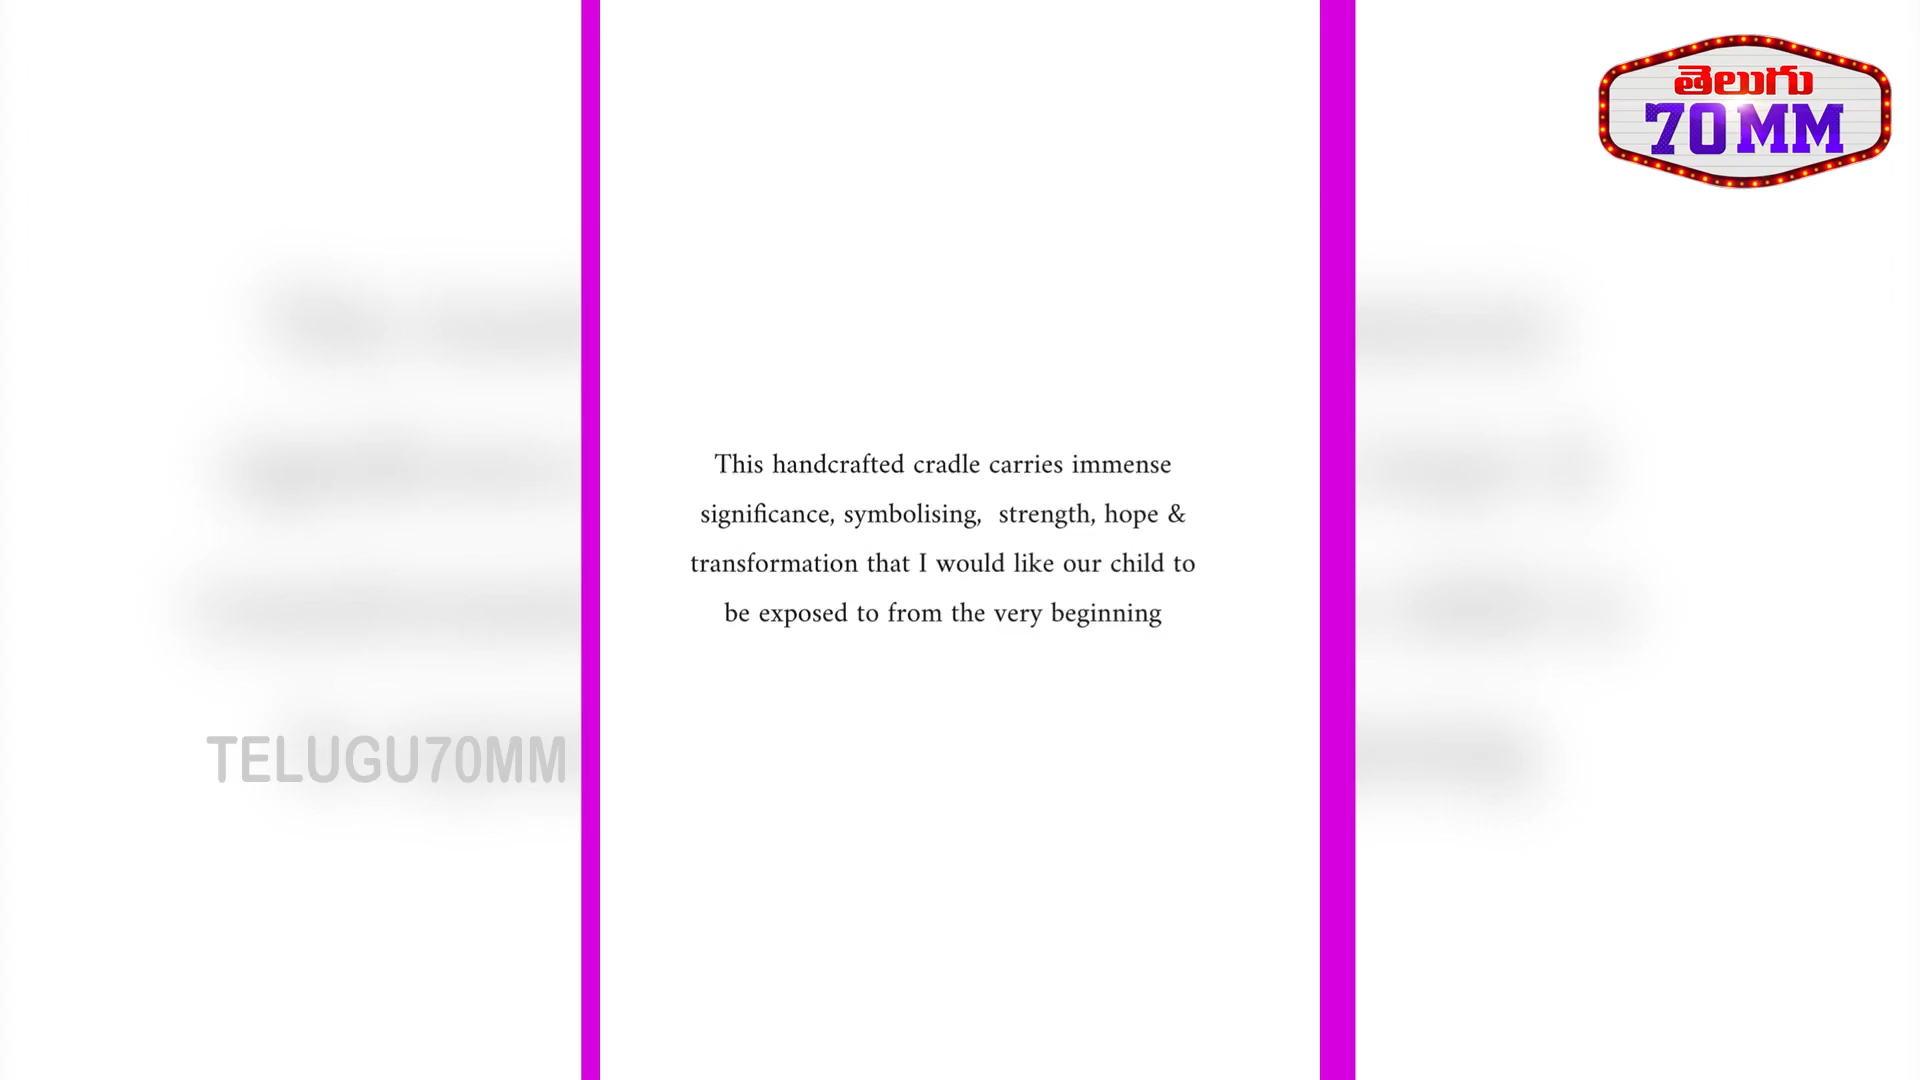 తెలుగు
70MM
This handcrafted cradle carries immense
significance, symbolising,  strength, hope &
transformation that I would like our child to
be exposed to from the very beginning
TELUGU70MM